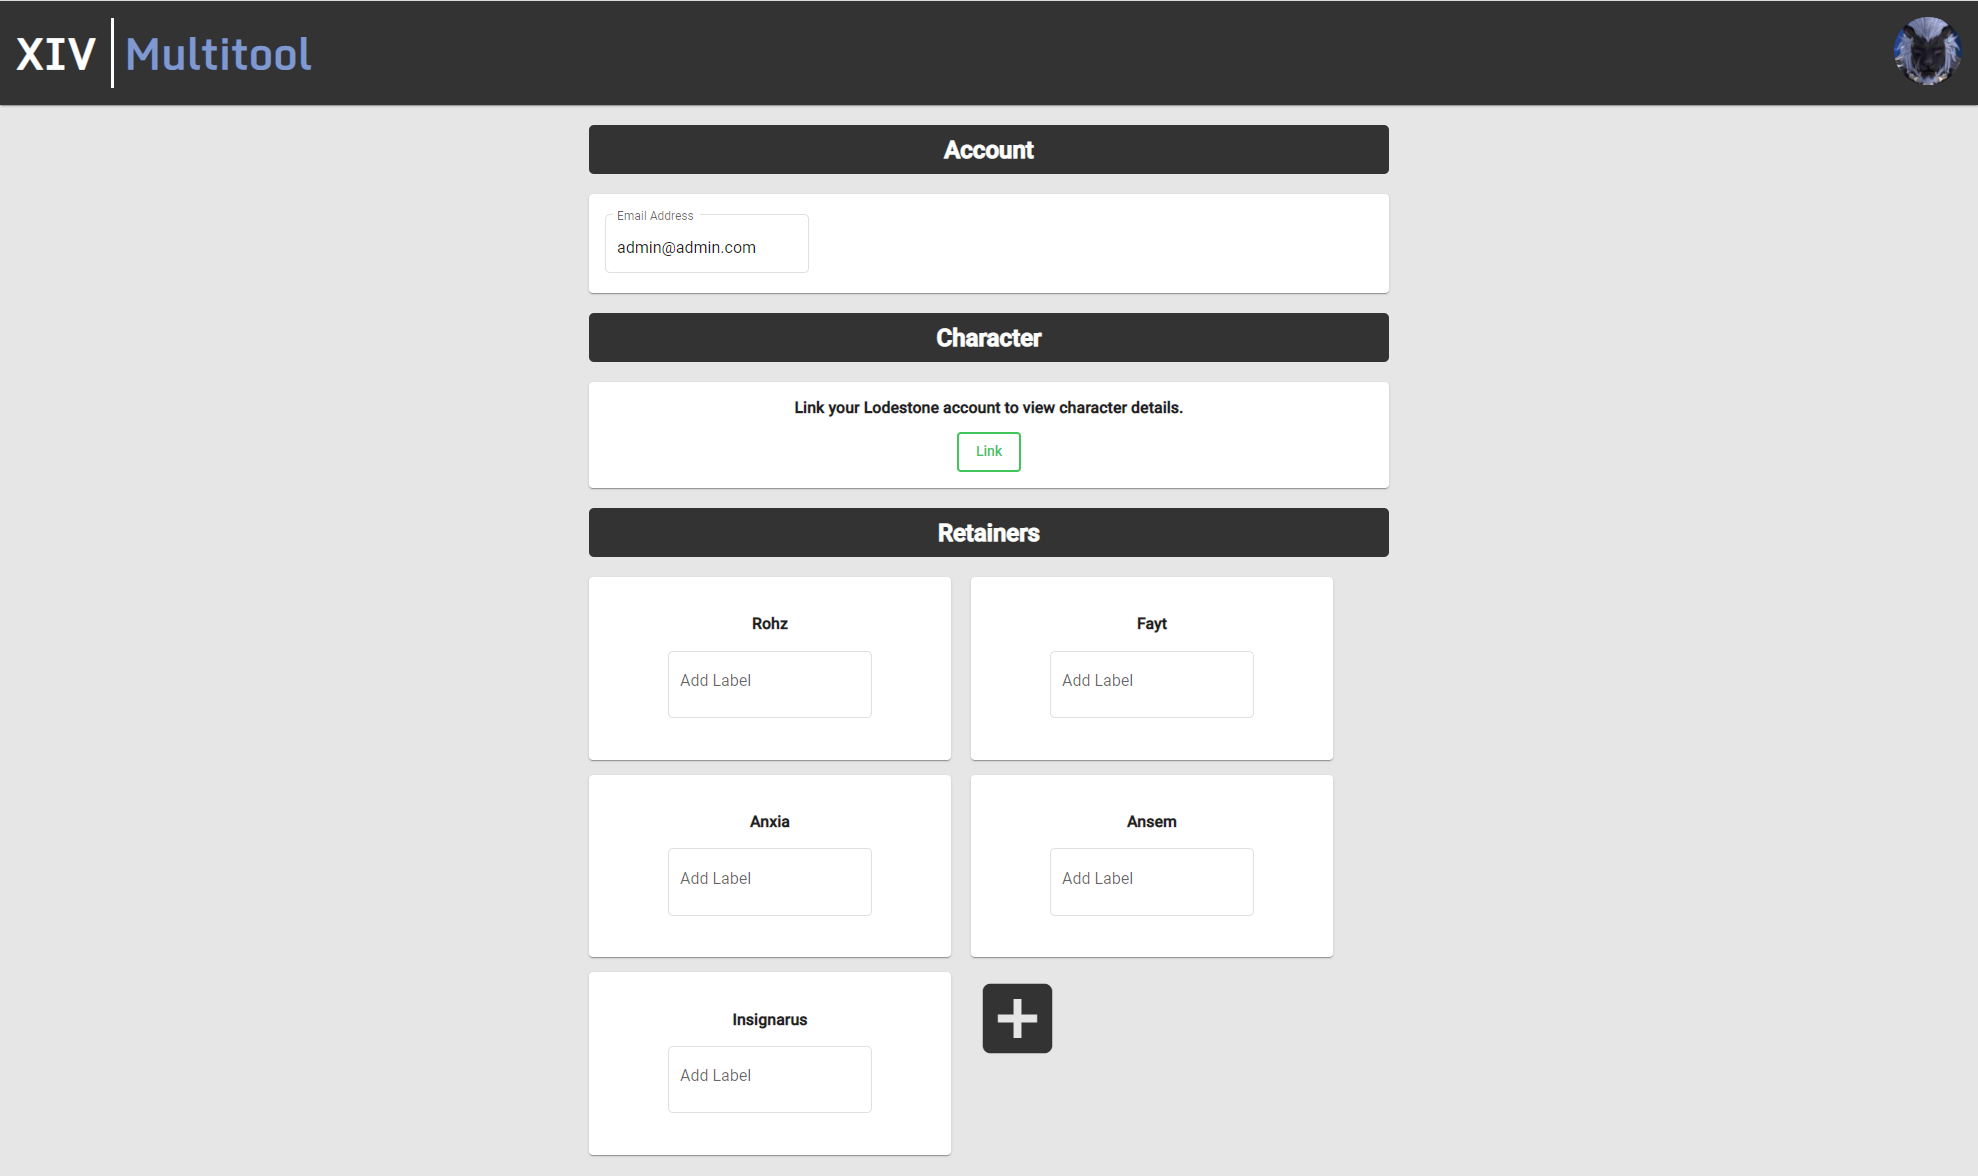 XIV Multitool
Account
Email Address
admin@admin.com
Character
Link your Lodestone account to view character details.
Link
Retainers
Rohz
Add Label
Fayt
Add Label
Anxia
Add Label
Ansem
Add Label
Insignarus
Add Label